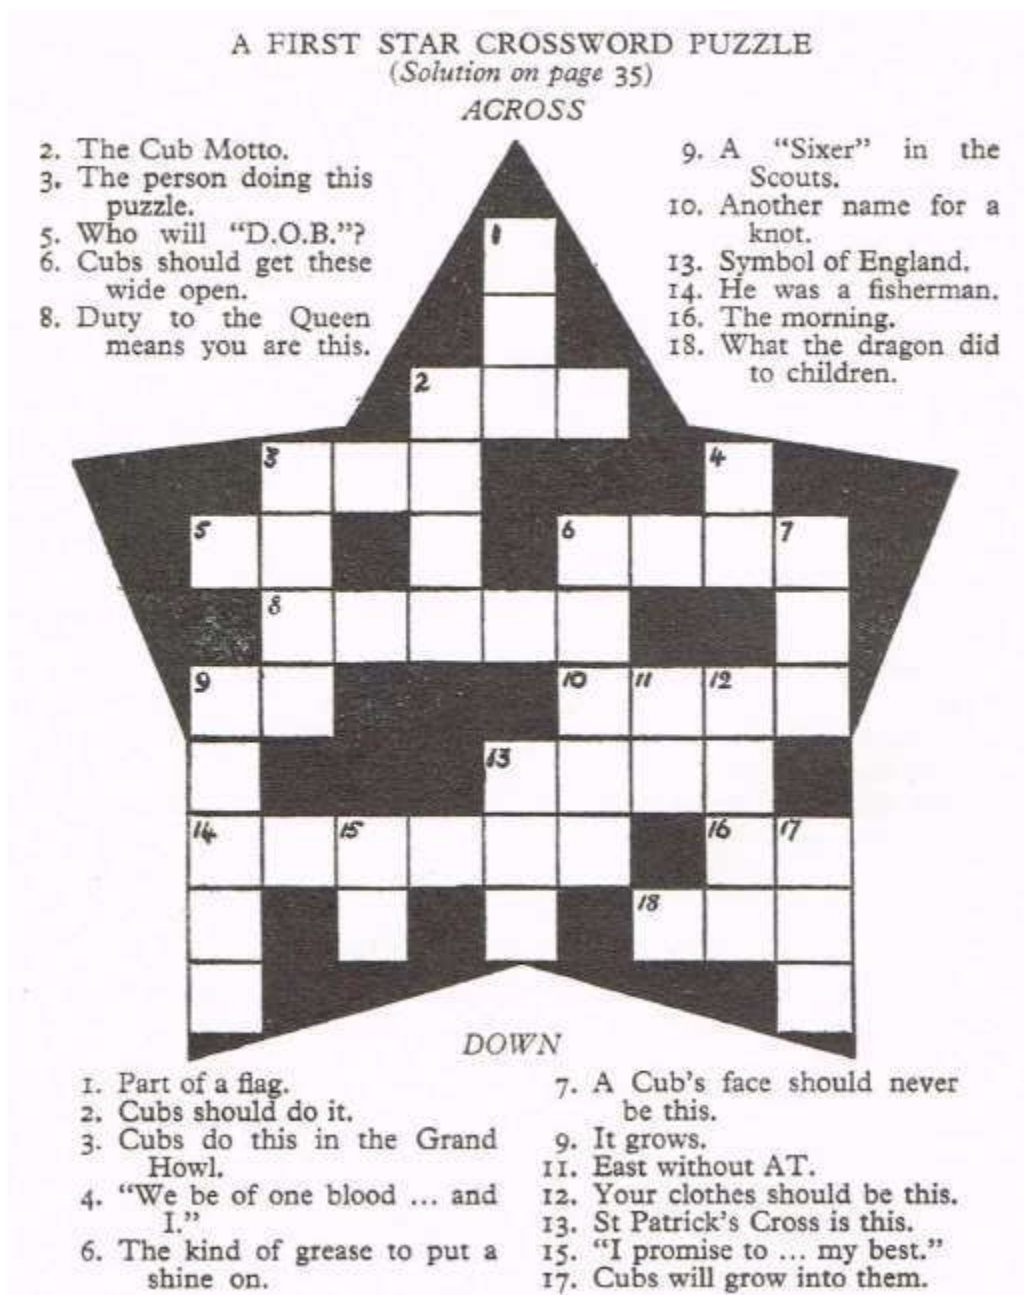 A FIRST STAR CROSSWORD PUZZLE
(Solution on page 35)
ACROSS
2. The Cub Motto.
3. The person doing this
puzzle.
5. Who will “D.O.B.”?
6. Cubs should get these
wide open.
8. Duty to the Queen
means you are this.
9. A “Sixer” in the
Scouts.
10. Another name for a
knot.
13. Symbol of England.
14. He was a fisherman.
16. The morning.
18. What the dragon did
to children.
1
2
3
4
5
6
7
8
9
10
11
12
13
14
15
16
17
18
DOWN
1. Part of a flag.
2. Cubs should do it.
3. Cubs do this in the Grand
Howl.
4. “We be of one blood ... and
I.”
6. The kind of grease to put a
shine on.
7. A Cub’s face should never
be this.
9. It grows.
11. East without AT.
12. Your clothes should be this.
13. St Patrick’s Cross is this.
15. “I promise to ... my best.”
17. Cubs will grow into them.